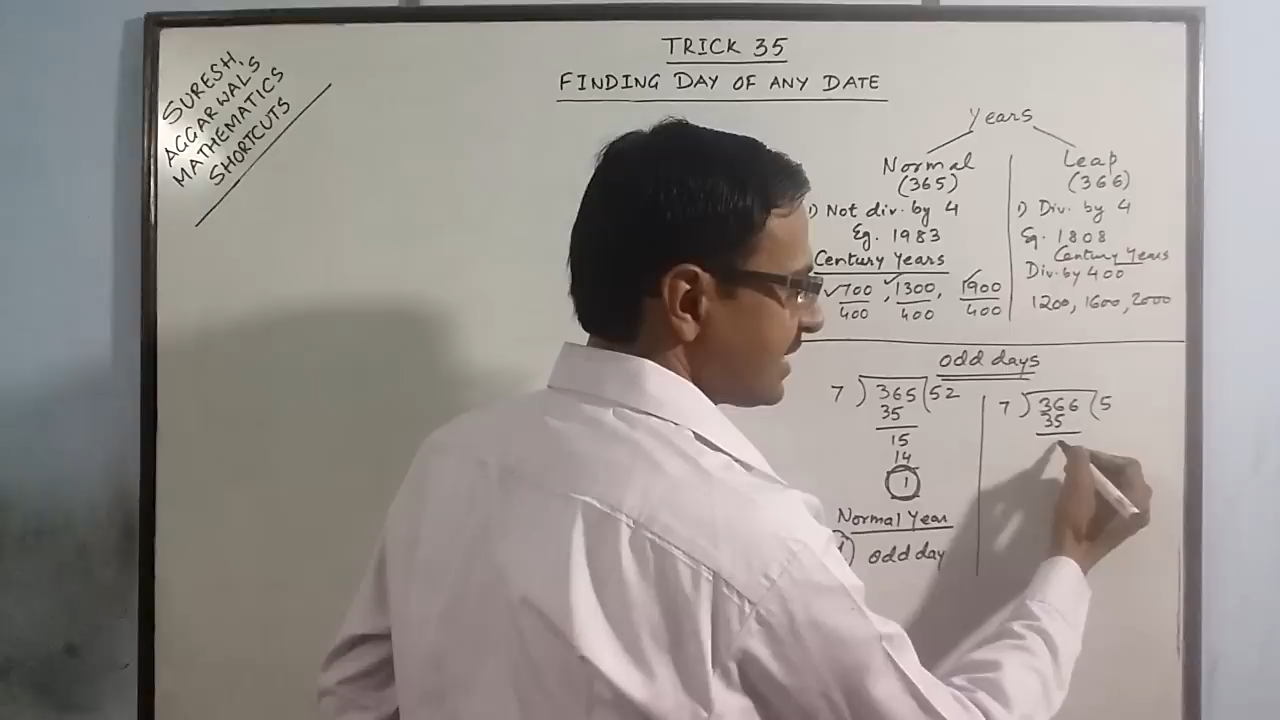 SURESH
AGGARWAL'S
MATHEMATICS
SHORTCUTS
TRICK 35
FINDING DAY OF ANY DATE
Years
Normal
(365)
1) Not div. by 4
Eg. 1983
Century Years
✓700/400, ✓1300/400, ✓1900/400
Leap
(366)
1) Div. by 4
Eg. 1808
Century Years
Div. by 400
1200, 1600, 2000
odd days
7 ) 365 ( 52
35
15
14
1
Normal Year
1 odd day
7 ) 366 ( 5
35